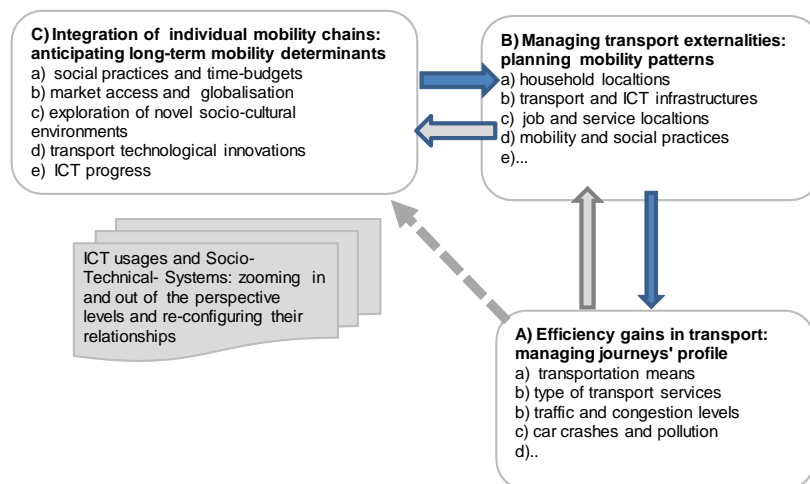 C) Integration of individual mobility chains:
anticipating long-term mobility determinants
a) social practices and time-budgets
b) market access and globalisation
c) exploration of novel socio-cultural
environments
d) transport technological innovations
e) ICT progress
B) Managing transport externalities:
planning mobility patterns
a) household localtions
b) transport and ICT infrastructures
c) job and service localtions
d) mobility and social practices
e)...
ICT usages and Socio-
Technical- Systems: zooming in
and out of the perspective
levels and re-configuring their
relationships
A) Efficiency gains in transport:
managing journeys' profile
a) transportation means
b) type of transport services
b) traffic and congestion levels
c) car crashes and pollution
d)..